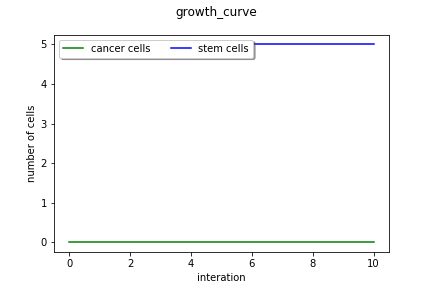 growth_curve
cancer cells stem cells
number of cells
5
4
3
2
1
0
0 2 4 6 8 10
interation